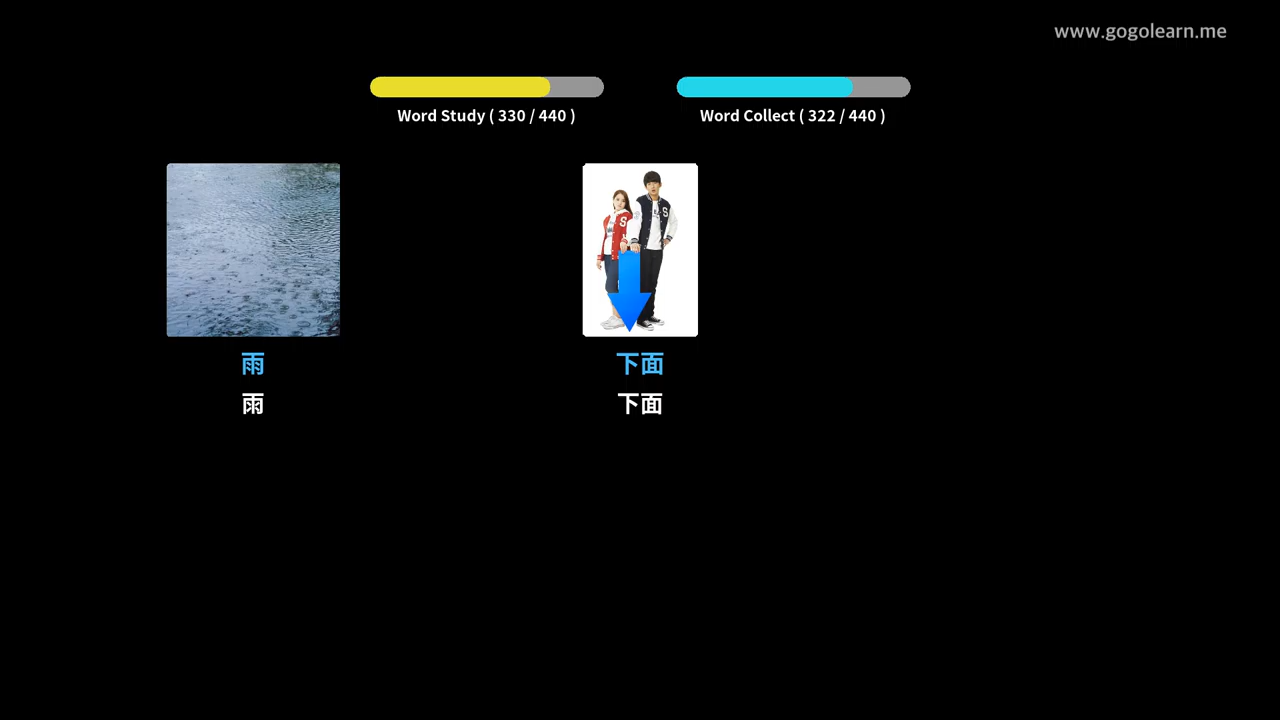 www.gogolearn.me
Word Study ( 330 / 440 )
Word Collect ( 322 / 440 )
雨
雨
下面
下面